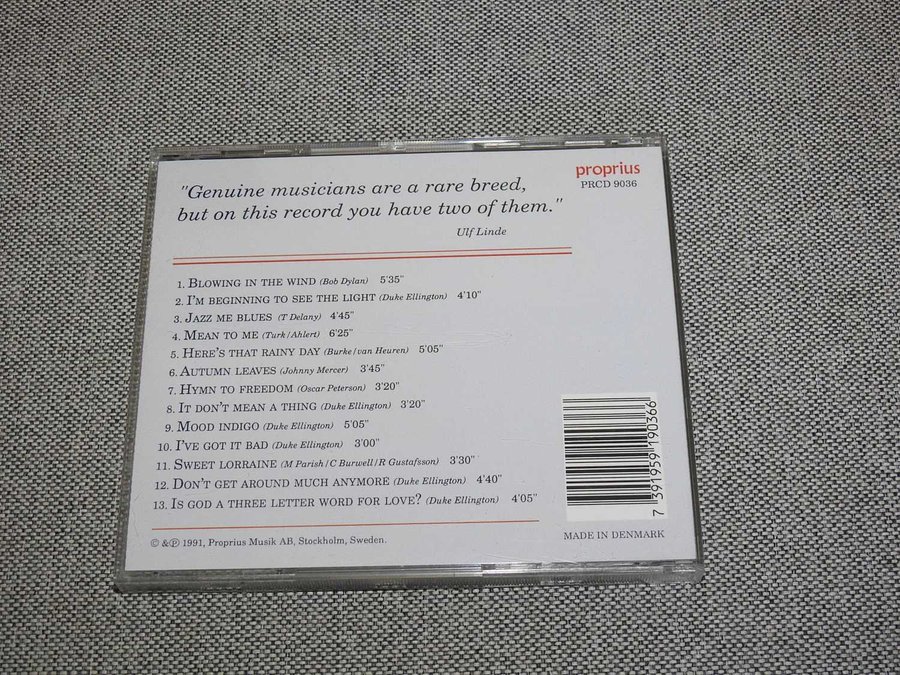 proprius
PRCD 9036
"Genuine musicians are a rare breed,
but on this record you have two of them."
Ulf Linde
1. BLOWING IN THE WIND (Bob Dylan) 5'35"
2. I'M BEGINNING TO SEE THE LIGHT (Duke Ellington) 4'10"
3. JAZZ ME BLUES (T Delany) 4'45"
4. MEAN TO ME (Turk/Ahlert) 6'25"
5. HERE'S THAT RAINY DAY (Burke/van Heuren) 5'05"
6. AUTUMN LEAVES (Johnny Mercer) 3'45"
7. HYMN TO FREEDOM (Oscar Peterson) 3'20"
8. IT DON'T MEAN A THING (Duke Ellington) 3'20"
9. MOOD INDIGO (Duke Ellington) 5'05"
10. I'VE GOT IT BAD (Duke Ellington) 3'00"
11. SWEET LORRAINE (M Parish/C Burwell/R Gustafsson) 3'30"
12. DON'T GET AROUND MUCH ANYMORE (Duke Ellington) 4'40"
13. IS GOD A THREE LETTER WORD FOR LOVE? (Duke Ellington) 4'05"
© & ℗ 1991, Proprius Musik AB, Stockholm, Sweden.
7 391959 190366
MADE IN DENMARK